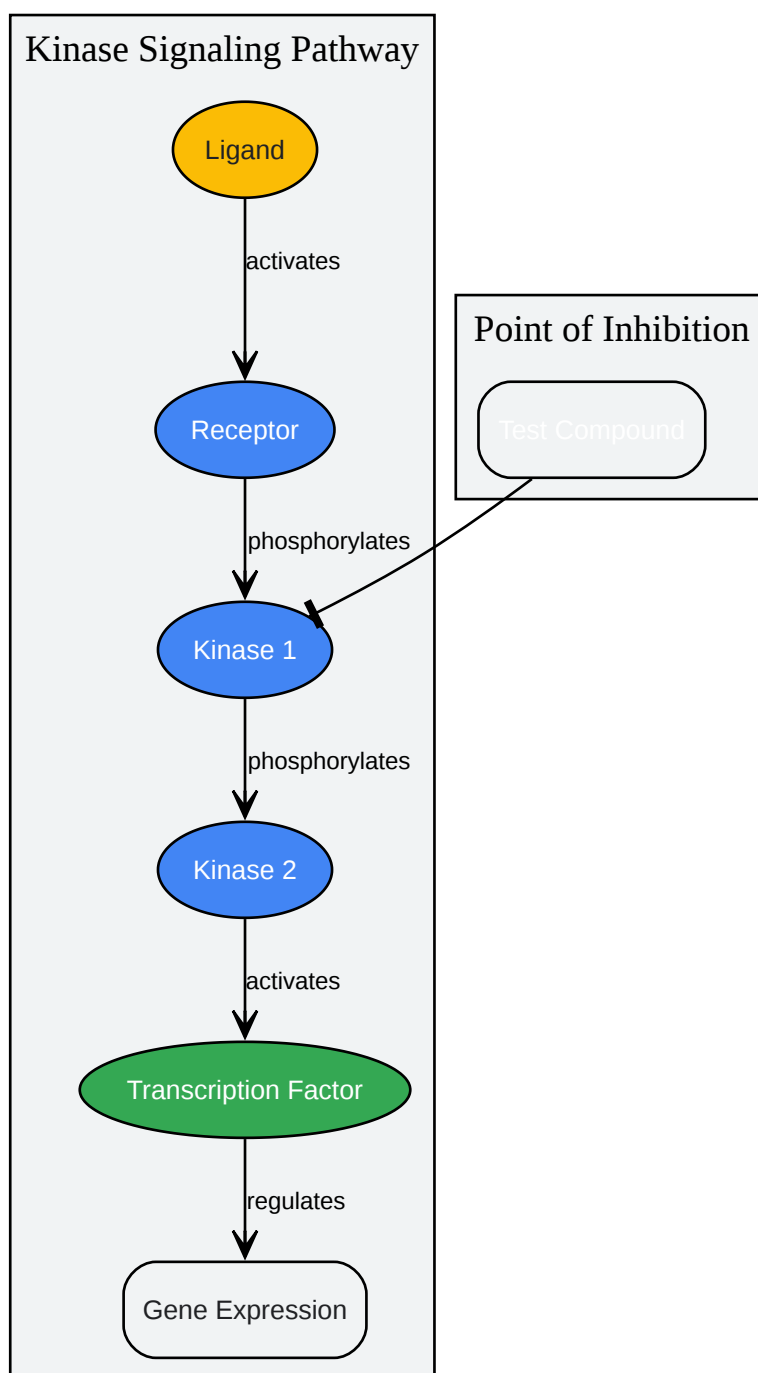 Kinase Signaling Pathway
Ligand
activates
Point of Inhibition
Receptor
Test Compound
phosphorylates
Kinase 1
phosphorylates
Kinase 2
activates
Transcription Factor
regulates
Gene Expression